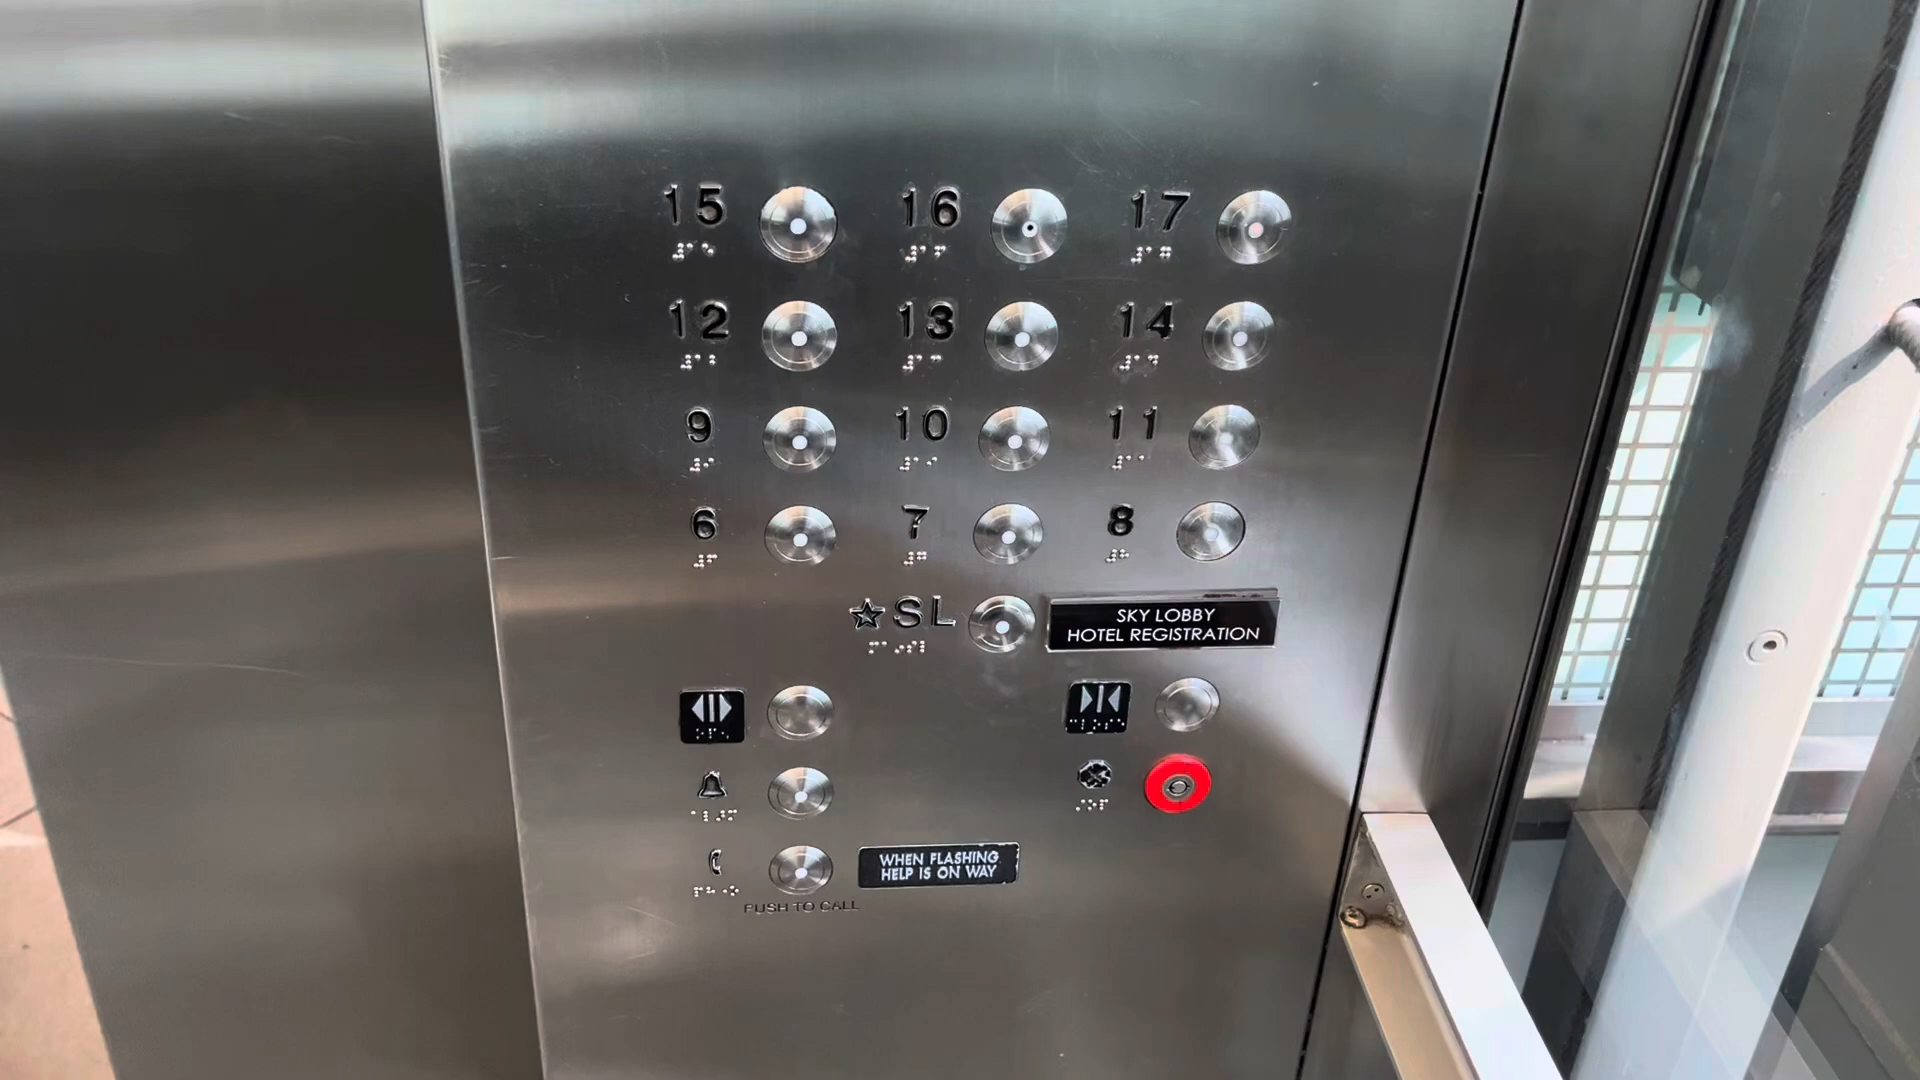 15 16 17
12 13 14
9 10 11
6 7 8
☆SL
SKY LOBBY
HOTEL REGISTRATION
WHEN FLASHING
HELP IS ON WAY
PUSH TO CALL